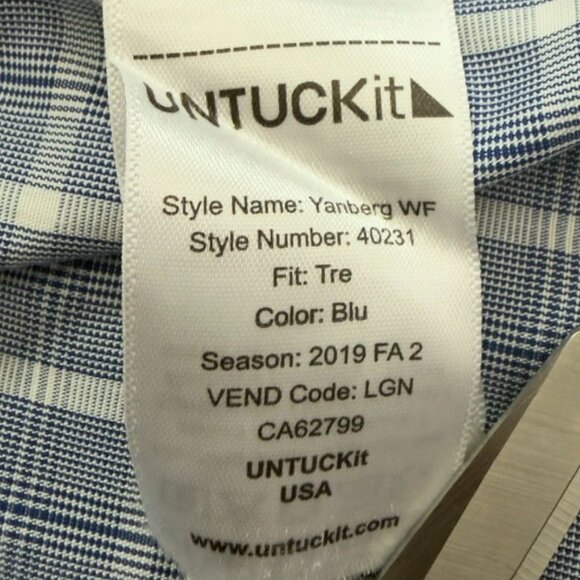 UNTUCKit
Style Name: Yanberg WF
Style Number: 40231
Fit: Tre
Color: Blu
Season: 2019 FA 2
VEND Code: LGN
CA62799
UNTUCKit
USA
www.untuckit.com